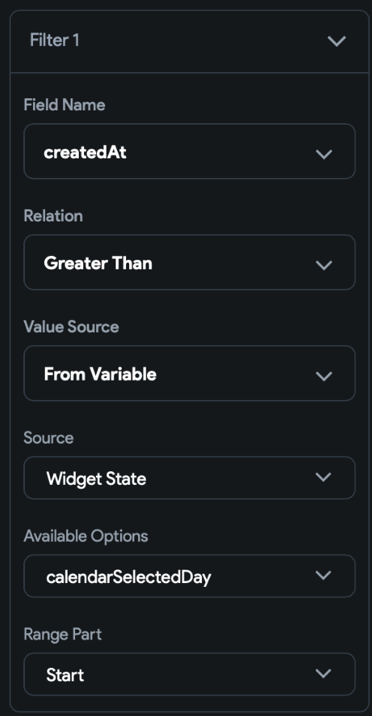 Filter 1
Field Name
createdAt
Relation
Greater Than
Value Source
From Variable
Source
Widget State
Available Options
calendarSelectedDay
Range Part
Start